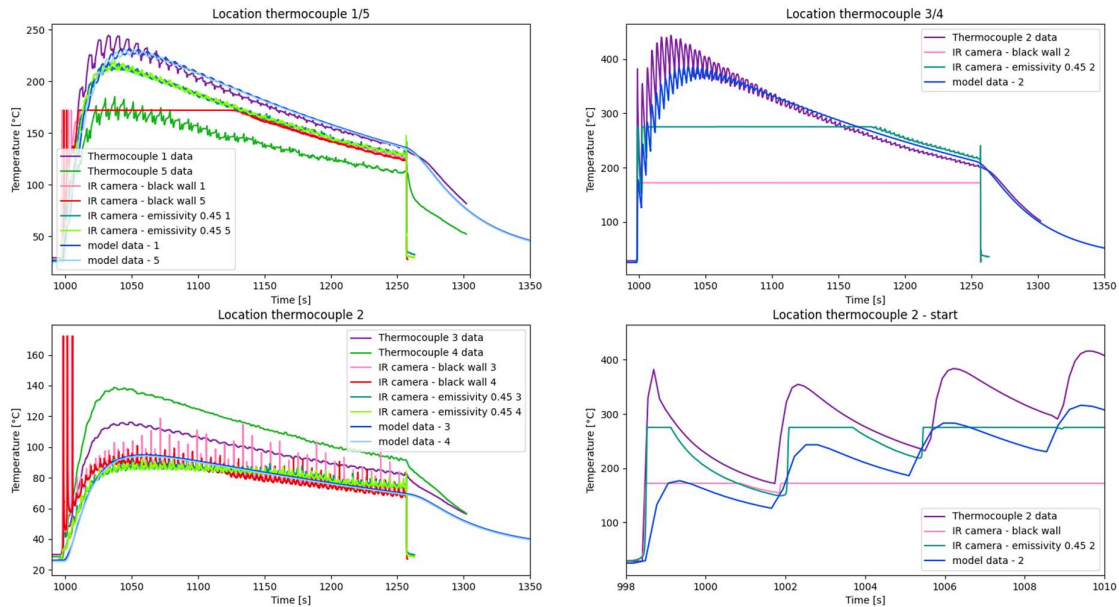 Location thermocouple 1/5
Temperature [°C]
250
200
150
100
50
Thermocouple 1 data
Thermocouple 5 data
IR camera - black wall 1
IR camera - black wall 5
IR camera - emissivity 0.45 1
IR camera - emissivity 0.45 5
model data - 1
model data - 5
1000 1050 1100 1150 1200 1250 1300 1350
Time [s]
Location thermocouple 3/4
Temperature [°C]
400
300
200
100
Thermocouple 2 data
IR camera - black wall 2
IR camera - emissivity 0.45 2
model data - 2
1000 1050 1100 1150 1200 1250 1300 1350
Time [s]
Location thermocouple 2
Temperature [°C]
160
140
120
100
80
60
40
20
Thermocouple 3 data
Thermocouple 4 data
IR camera - black wall 3
IR camera - black wall 4
IR camera - emissivity 0.45 3
IR camera - emissivity 0.45 4
model data - 3
model data - 4
1000 1050 1100 1150 1200 1250 1300 1350
Time [s]
Location thermocouple 2 - start
Temperature [°C]
400
300
200
100
Thermocouple 2 data
IR camera - black wall
IR camera - emissivity 0.45 2
model data - 2
998 1000 1002 1004 1006 1008 1010
Time [s]